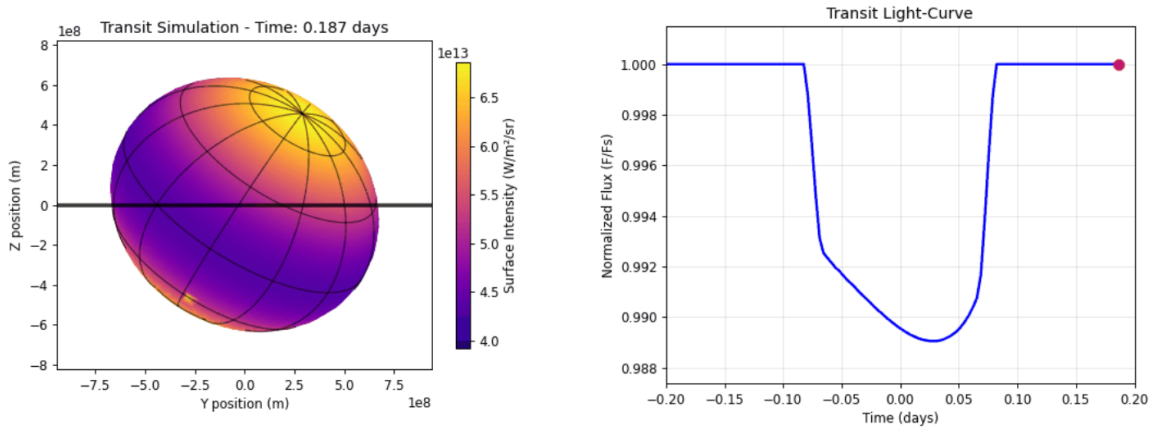 Transit Simulation - Time: 0.187 days
1e8
8
6
4
2
0
−2
−4
−6
−8
Z position (m)
−7.5 −5.0 −2.5 0.0 2.5 5.0 7.5
Y position (m)
1e8
1e13
6.5
6.0
5.5
5.0
4.5
4.0
Surface Intensity (W/m²/sr)
Transit Light-Curve
1.000
0.998
0.996
0.994
0.992
0.990
0.988
Normalized Flux (F/Fs)
−0.20 −0.15 −0.10 −0.05 0.00 0.05 0.10 0.15 0.20
Time (days)